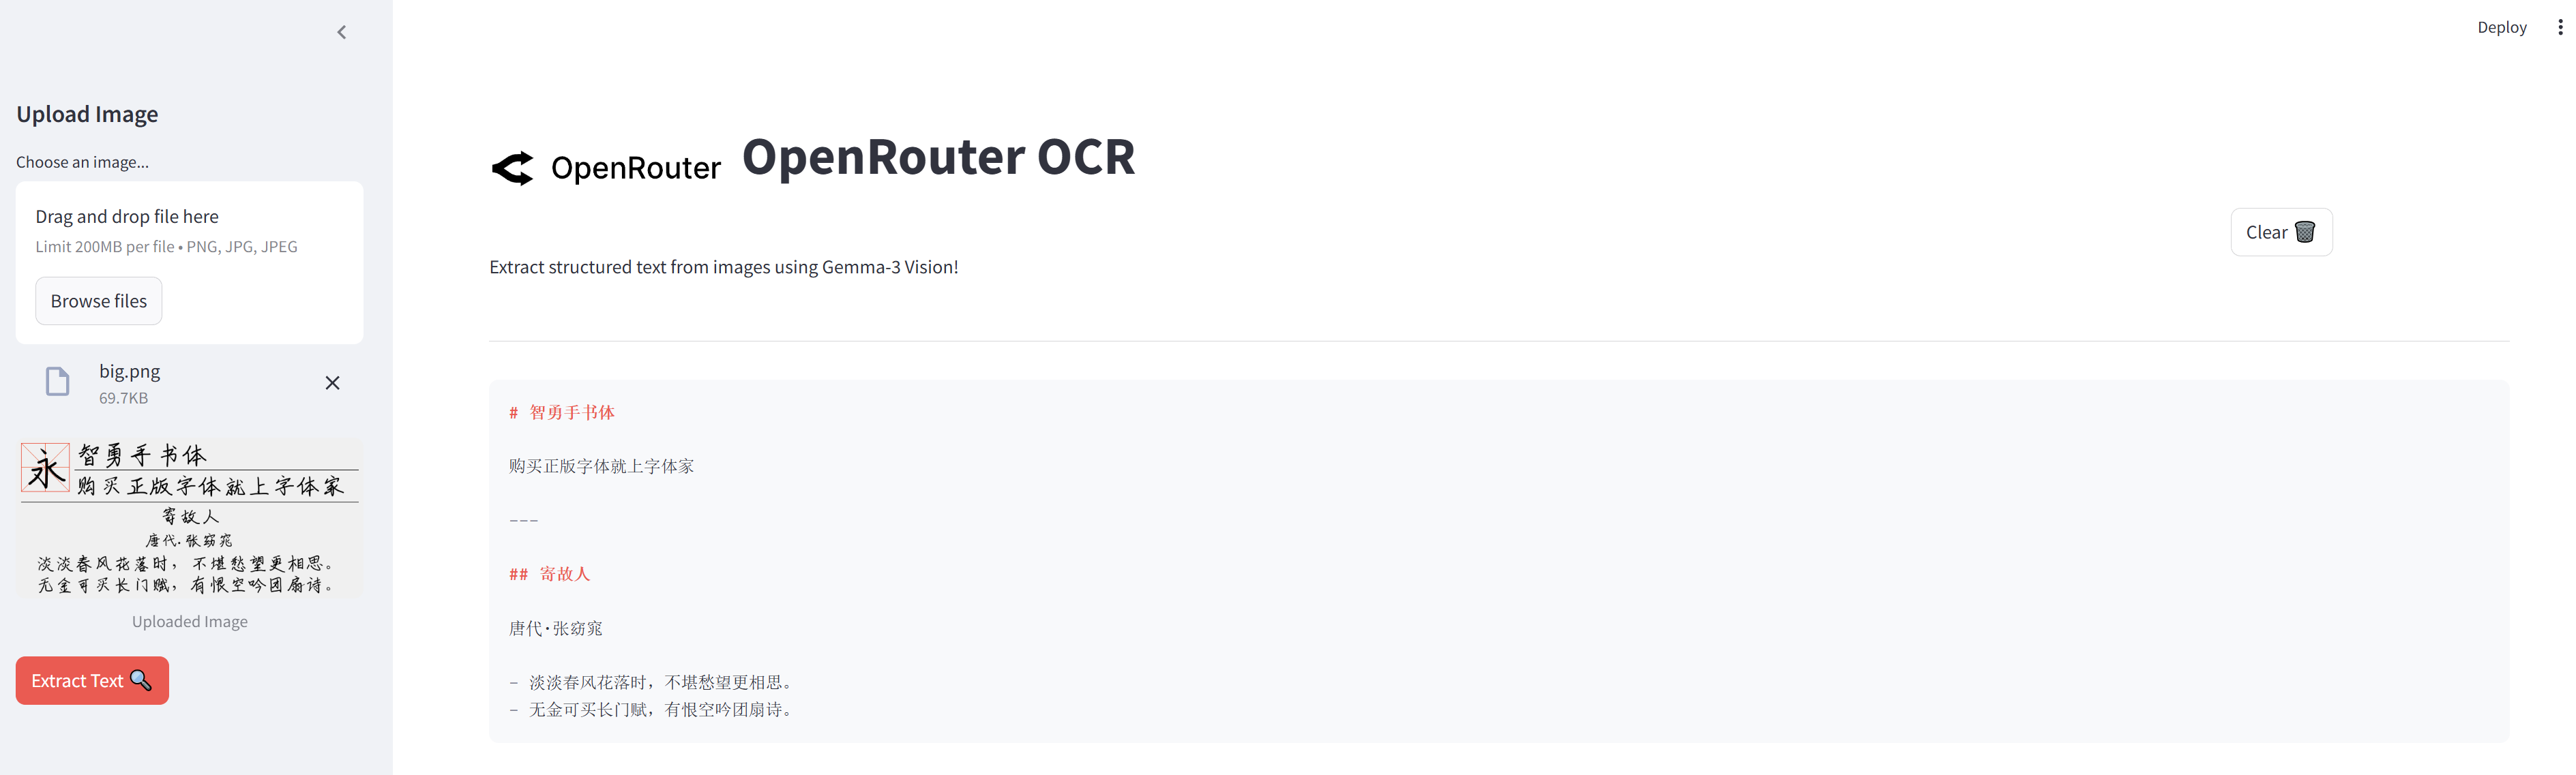 Deploy
Upload Image
Choose an image...
Drag and drop file here
Limit 200MB per file • PNG, JPG, JPEG
Browse files
big.png
69.7KB
永
智勇手书体
购买正版字体就上字体家
寄故人
唐代·张窈窕
淡淡春风花落时，不堪愁望更相思。
无金可买长门赋，有恨空吟团扇诗。
Uploaded Image
Extract Text
OpenRouter
OpenRouter OCR
Clear
Extract structured text from images using Gemma-3 Vision!
# 智勇手书体
购买正版字体就上字体家
---
## 寄故人
唐代·张窈窕
- 淡淡春风花落时，不堪愁望更相思。
- 无金可买长门赋，有恨空吟团扇诗。